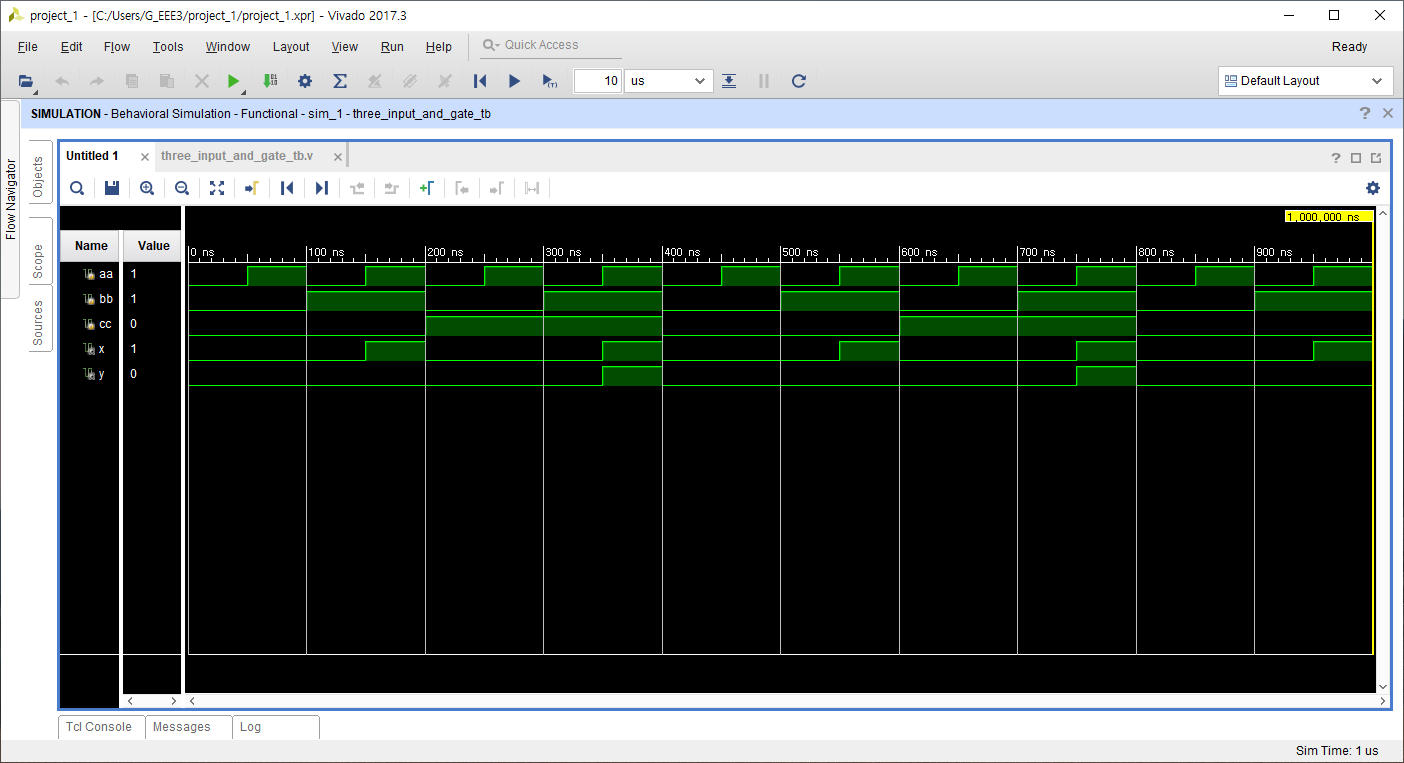 project_1 - [C:/Users/G_EEE3/project_1/project_1.xpr] - Vivado 2017.3
File Edit Flow Tools Window Layout View Run Help Quick Access Ready
10 us Default Layout
SIMULATION - Behavioral Simulation - Functional - sim_1 - three_input_and_gate_tb
Flow Navigator
Objects
Scope
Sources
Untitled 1 three_input_and_gate_tb.v
1,000,000 ns
Name Value
0 ns 100 ns 200 ns 300 ns 400 ns 500 ns 600 ns 700 ns 800 ns 900 ns
aa 1
bb 1
cc 0
x 1
y 0
Tcl Console Messages Log
Sim Time: 1 us